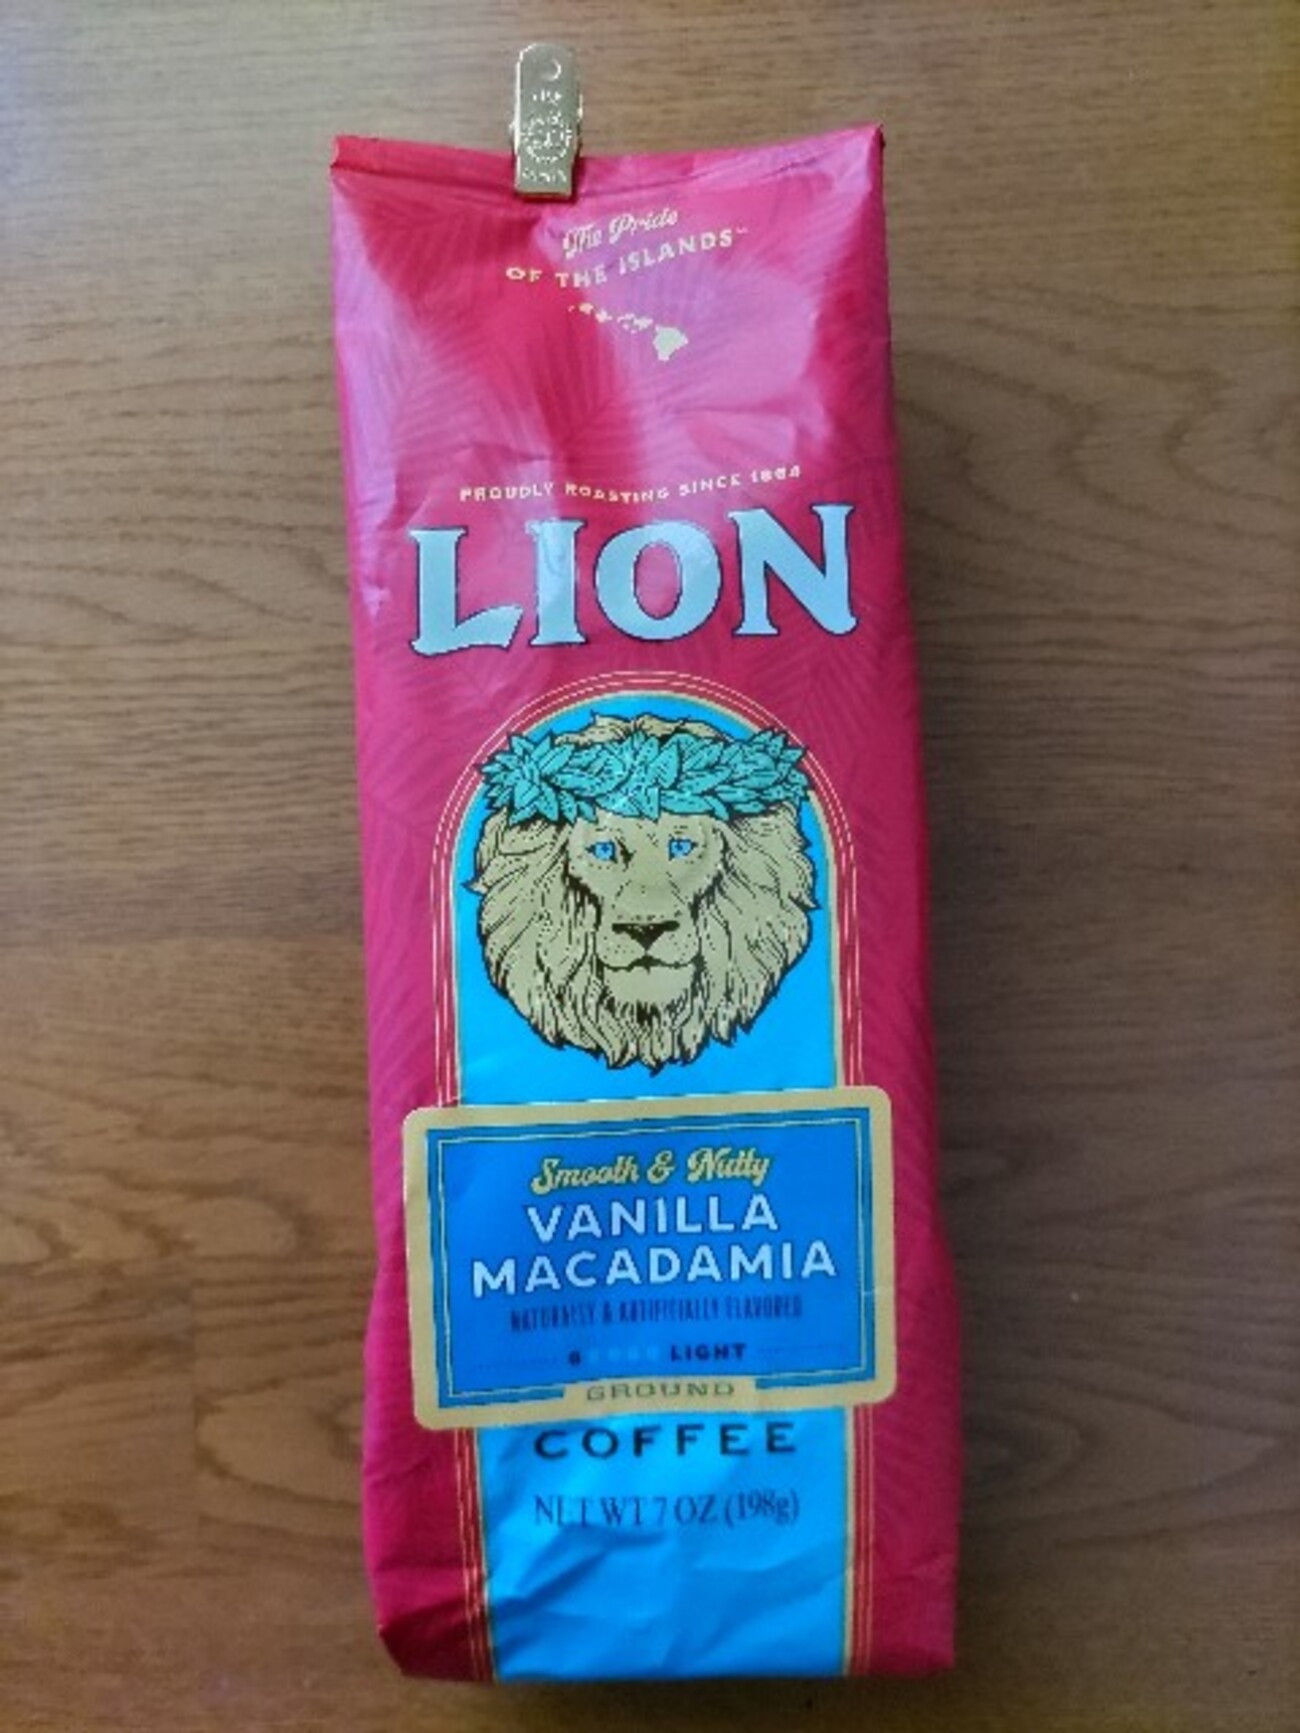 The Pride
OF THE ISLANDS™
PROUDLY ROASTING SINCE 1864
LION
Smooth & Nutty
VANILLA
MACADAMIA
NATURALLY & ARTIFICIALLY FLAVORED
LIGHT
GROUND
COFFEE
NET WT 7 OZ (198g)